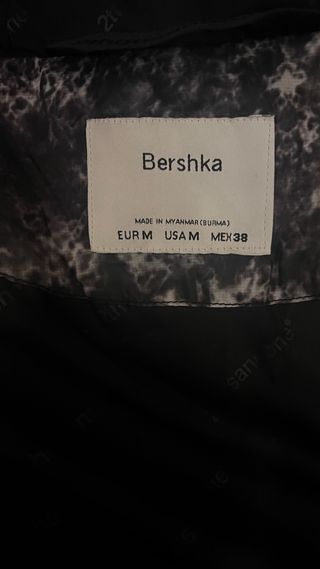 Bershka
MADE IN MYANMAR (BURMA)
EUR M USA M MEX 38